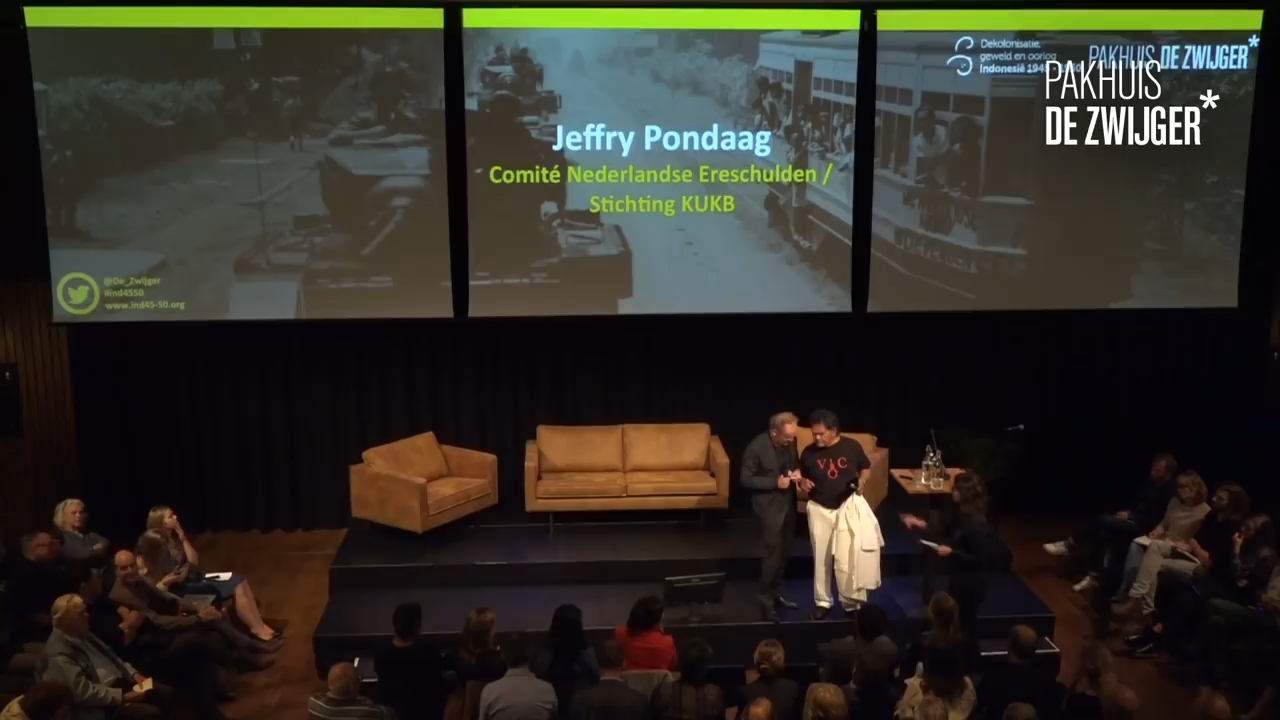 Dekolonisatie,
geweld en oorlog
Indonesië
PAKHUIS DE ZWIJGER*
PAKHUIS
DE ZWIJGER*
Jeffry Pondaag
Comité Nederlandse Ereschulden /
Stichting KUKB
@De_Zwijger
#ind4550
www.ind45-50.org